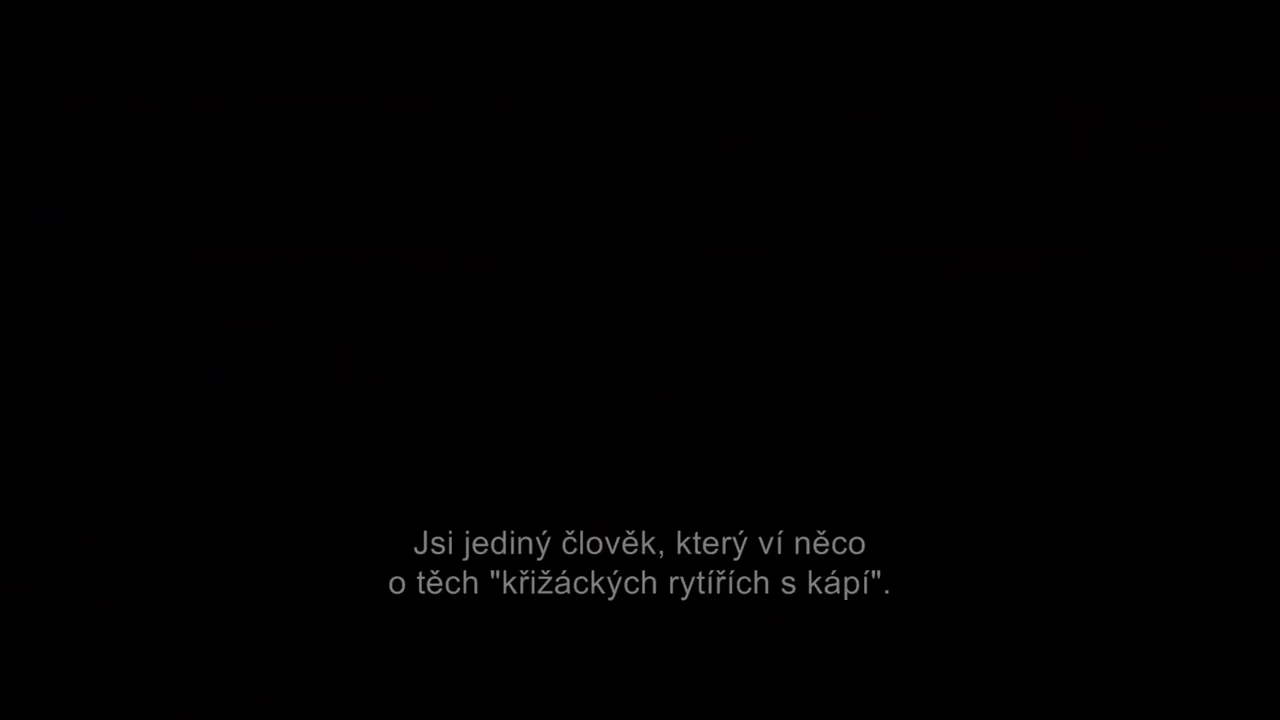 Jsi jediný člověk, který ví něco
o těch "křižáckých rytířích s kápí".